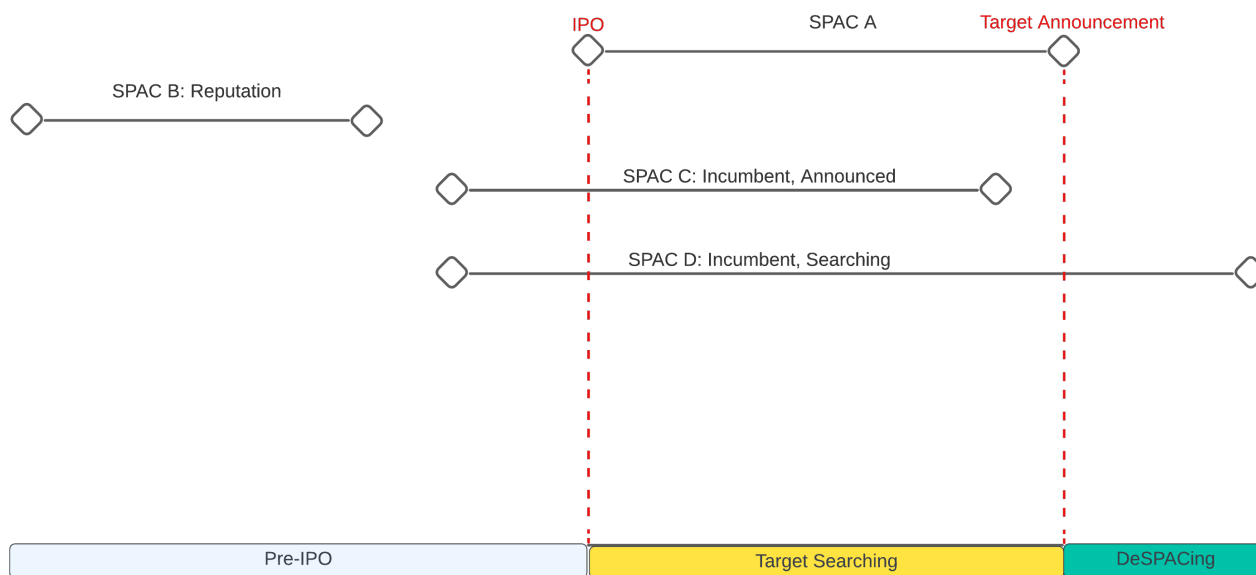 IPO
SPAC A
Target Announcement
SPAC B: Reputation
SPAC C: Incumbent, Announced
SPAC D: Incumbent, Searching
Pre-IPO
Target Searching
DeSPACing